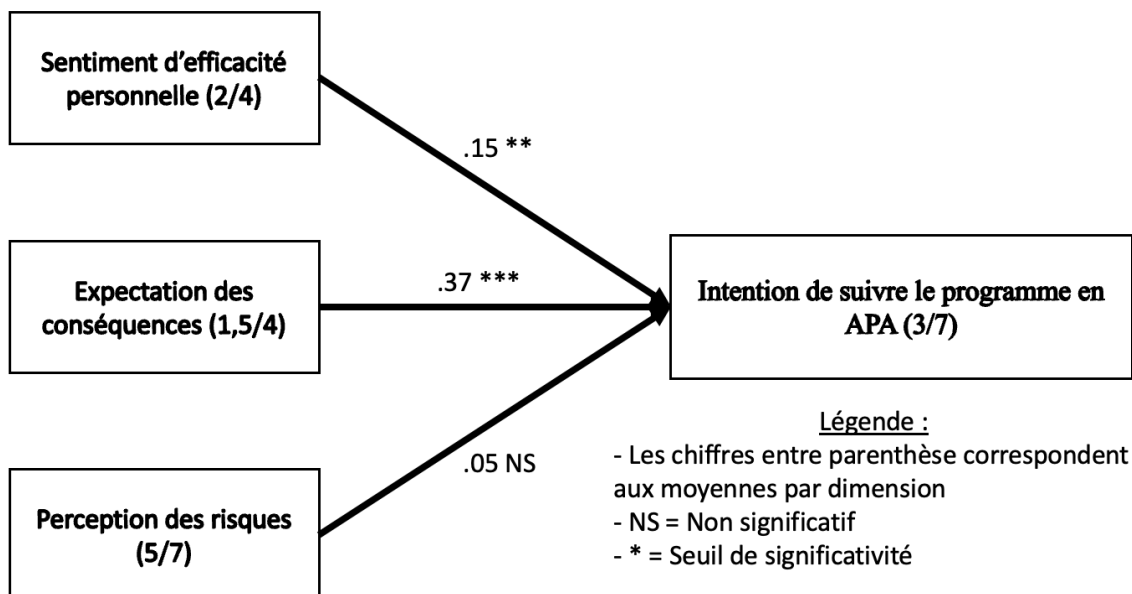 Sentiment d'efficacité
personnelle (2/4)
.15 **
Expectation des
conséquences (1,5/4)
.37 ***
Intention de suivre le programme en
APA (3/7)
Perception des risques
(5/7)
.05 NS
Légende :
- Les chiffres entre parenthèse correspondent
aux moyennes par dimension
- NS = Non significatif
- * = Seuil de significativité